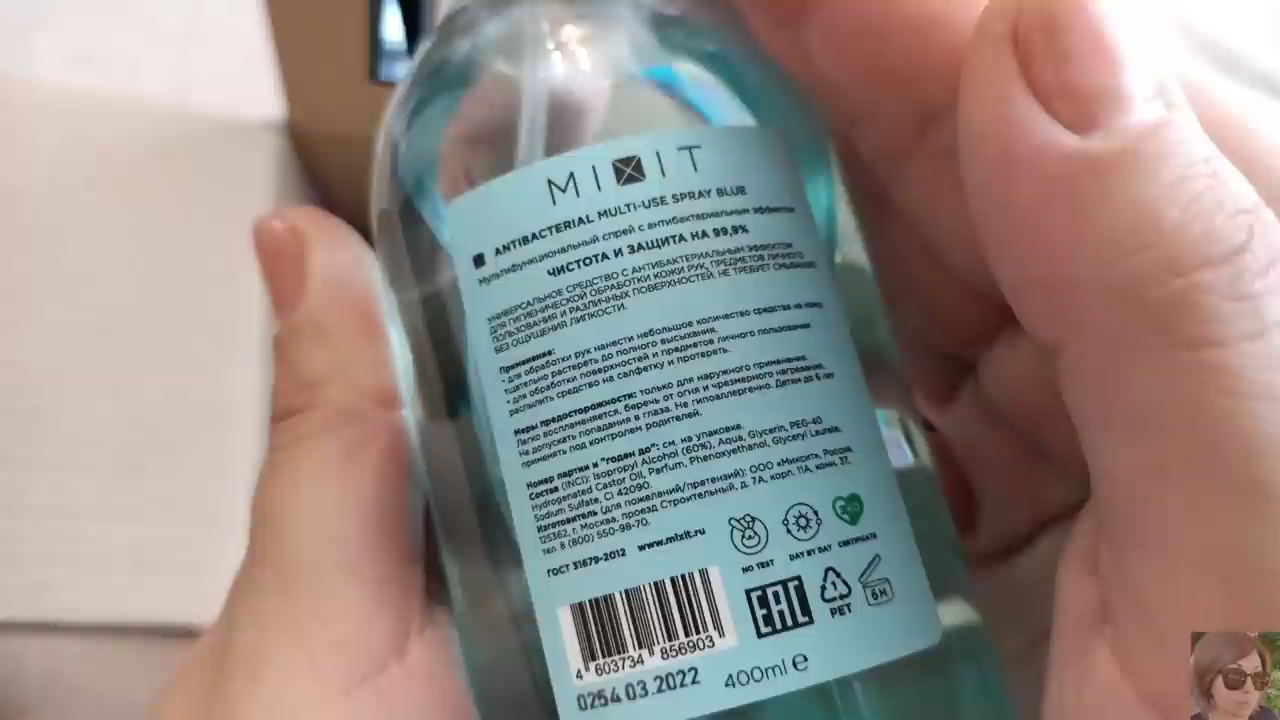 MIXIT
ANTIBACTERIAL MULTI-USE SPRAY BLUE
Мультифункциональный спрей с антибактериальным эффектом
ЧИСТОТА И ЗАЩИТА НА 99,9%
УНИВЕРСАЛЬНОЕ СРЕДСТВО С АНТИБАКТЕРИАЛЬНЫМ ЭФФЕКТОМ
ДЛЯ ГИГИЕНИЧЕСКОЙ ОБРАБОТКИ КОЖИ РУК, ПРЕДМЕТОВ ЛИЧНОГО
ПОЛЬЗОВАНИЯ И РАЗЛИЧНЫХ ПОВЕРХНОСТЕЙ. НЕ ТРЕБУЕТ СМЫВАНИЯ
БЕЗ ОЩУЩЕНИЯ ЛИПКОСТИ.
Применение:
• для обработки рук нанести небольшое количество средства на кожу,
тщательно растереть до полного высыхания.
• для обработки поверхностей и предметов личного пользования
распылить средство на салфетку и протереть.
Меры предосторожности: только для наружного применения.
Легко воспламеняется, беречь от огня и чрезмерного нагревания.
Не допускать попадания в глаза. Не гипоаллергенно. Детям до 6 лет
применять под контролем родителей.
Номер партии и "годен до": см. на упаковке.
Состав (INCI): Isopropyl Alcohol (60%), Aqua, Glycerin, PEG-40
Hydrogenated Castor Oil, Parfum, Phenoxyethanol, Glyceryl Laurate,
Sodium Sulfate, CI 42090.
Изготовитель (для пожеланий/претензий): ООО «Миксит», Россия,
125362, г. Москва, проезд Строительный, д. 7А, корп. 11А, комн. 37,
тел. 8 (800) 550-98-70.
ГОСТ 31679-2012 www.mixit.ru
NO TEST DAY BY DAY CERTIFICATE
EAC 1 PET 6M
4 603734 856903
0254 03.2022
400ml e